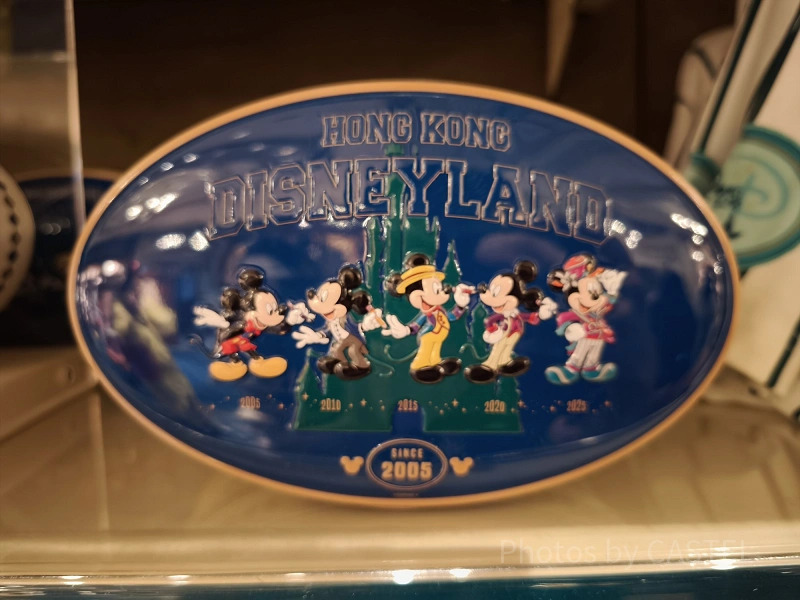 HONG KONG
DISNEYLAND
2005 2010 2015 2020 2025
SINCE
2005
Photos by CASTEL